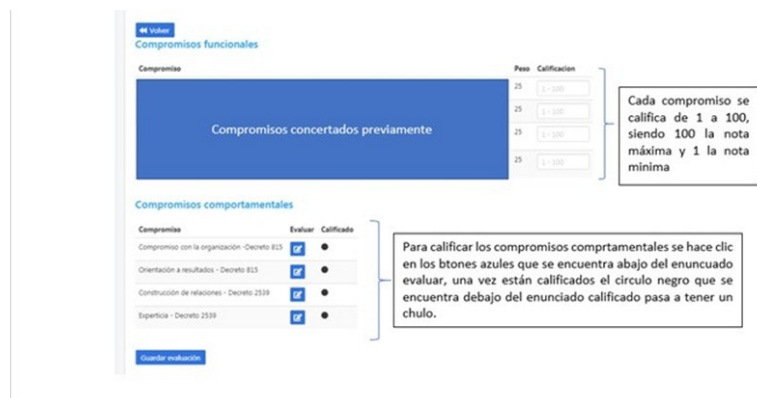 Volver
Compromisos funcionales
Compromiso Peso Calificacion
25 1 - 100
25 1 - 100
25 1 - 100
25 1 - 100
Compromisos concertados previamente
Cada compromiso se
califica de 1 a 100,
siendo 100 la nota
máxima y 1 la nota
minima
Compromisos comportamentales
Compromiso Evaluar Calificado
Compromiso con la organización -Decreto 815
Orientación a resultados - Decreto 815
Construcción de relaciones - Decreto 2539
Experticia - Decreto 2539
Para calificar los compromisos comprtamentales se hace clic
en los btones azules que se encuentra abajo del enuncuado
evaluar, una vez están calificados el circulo negro que se
encuentra debajo del enunciado calificado pasa a tener un
chulo.
Guardar evaluación